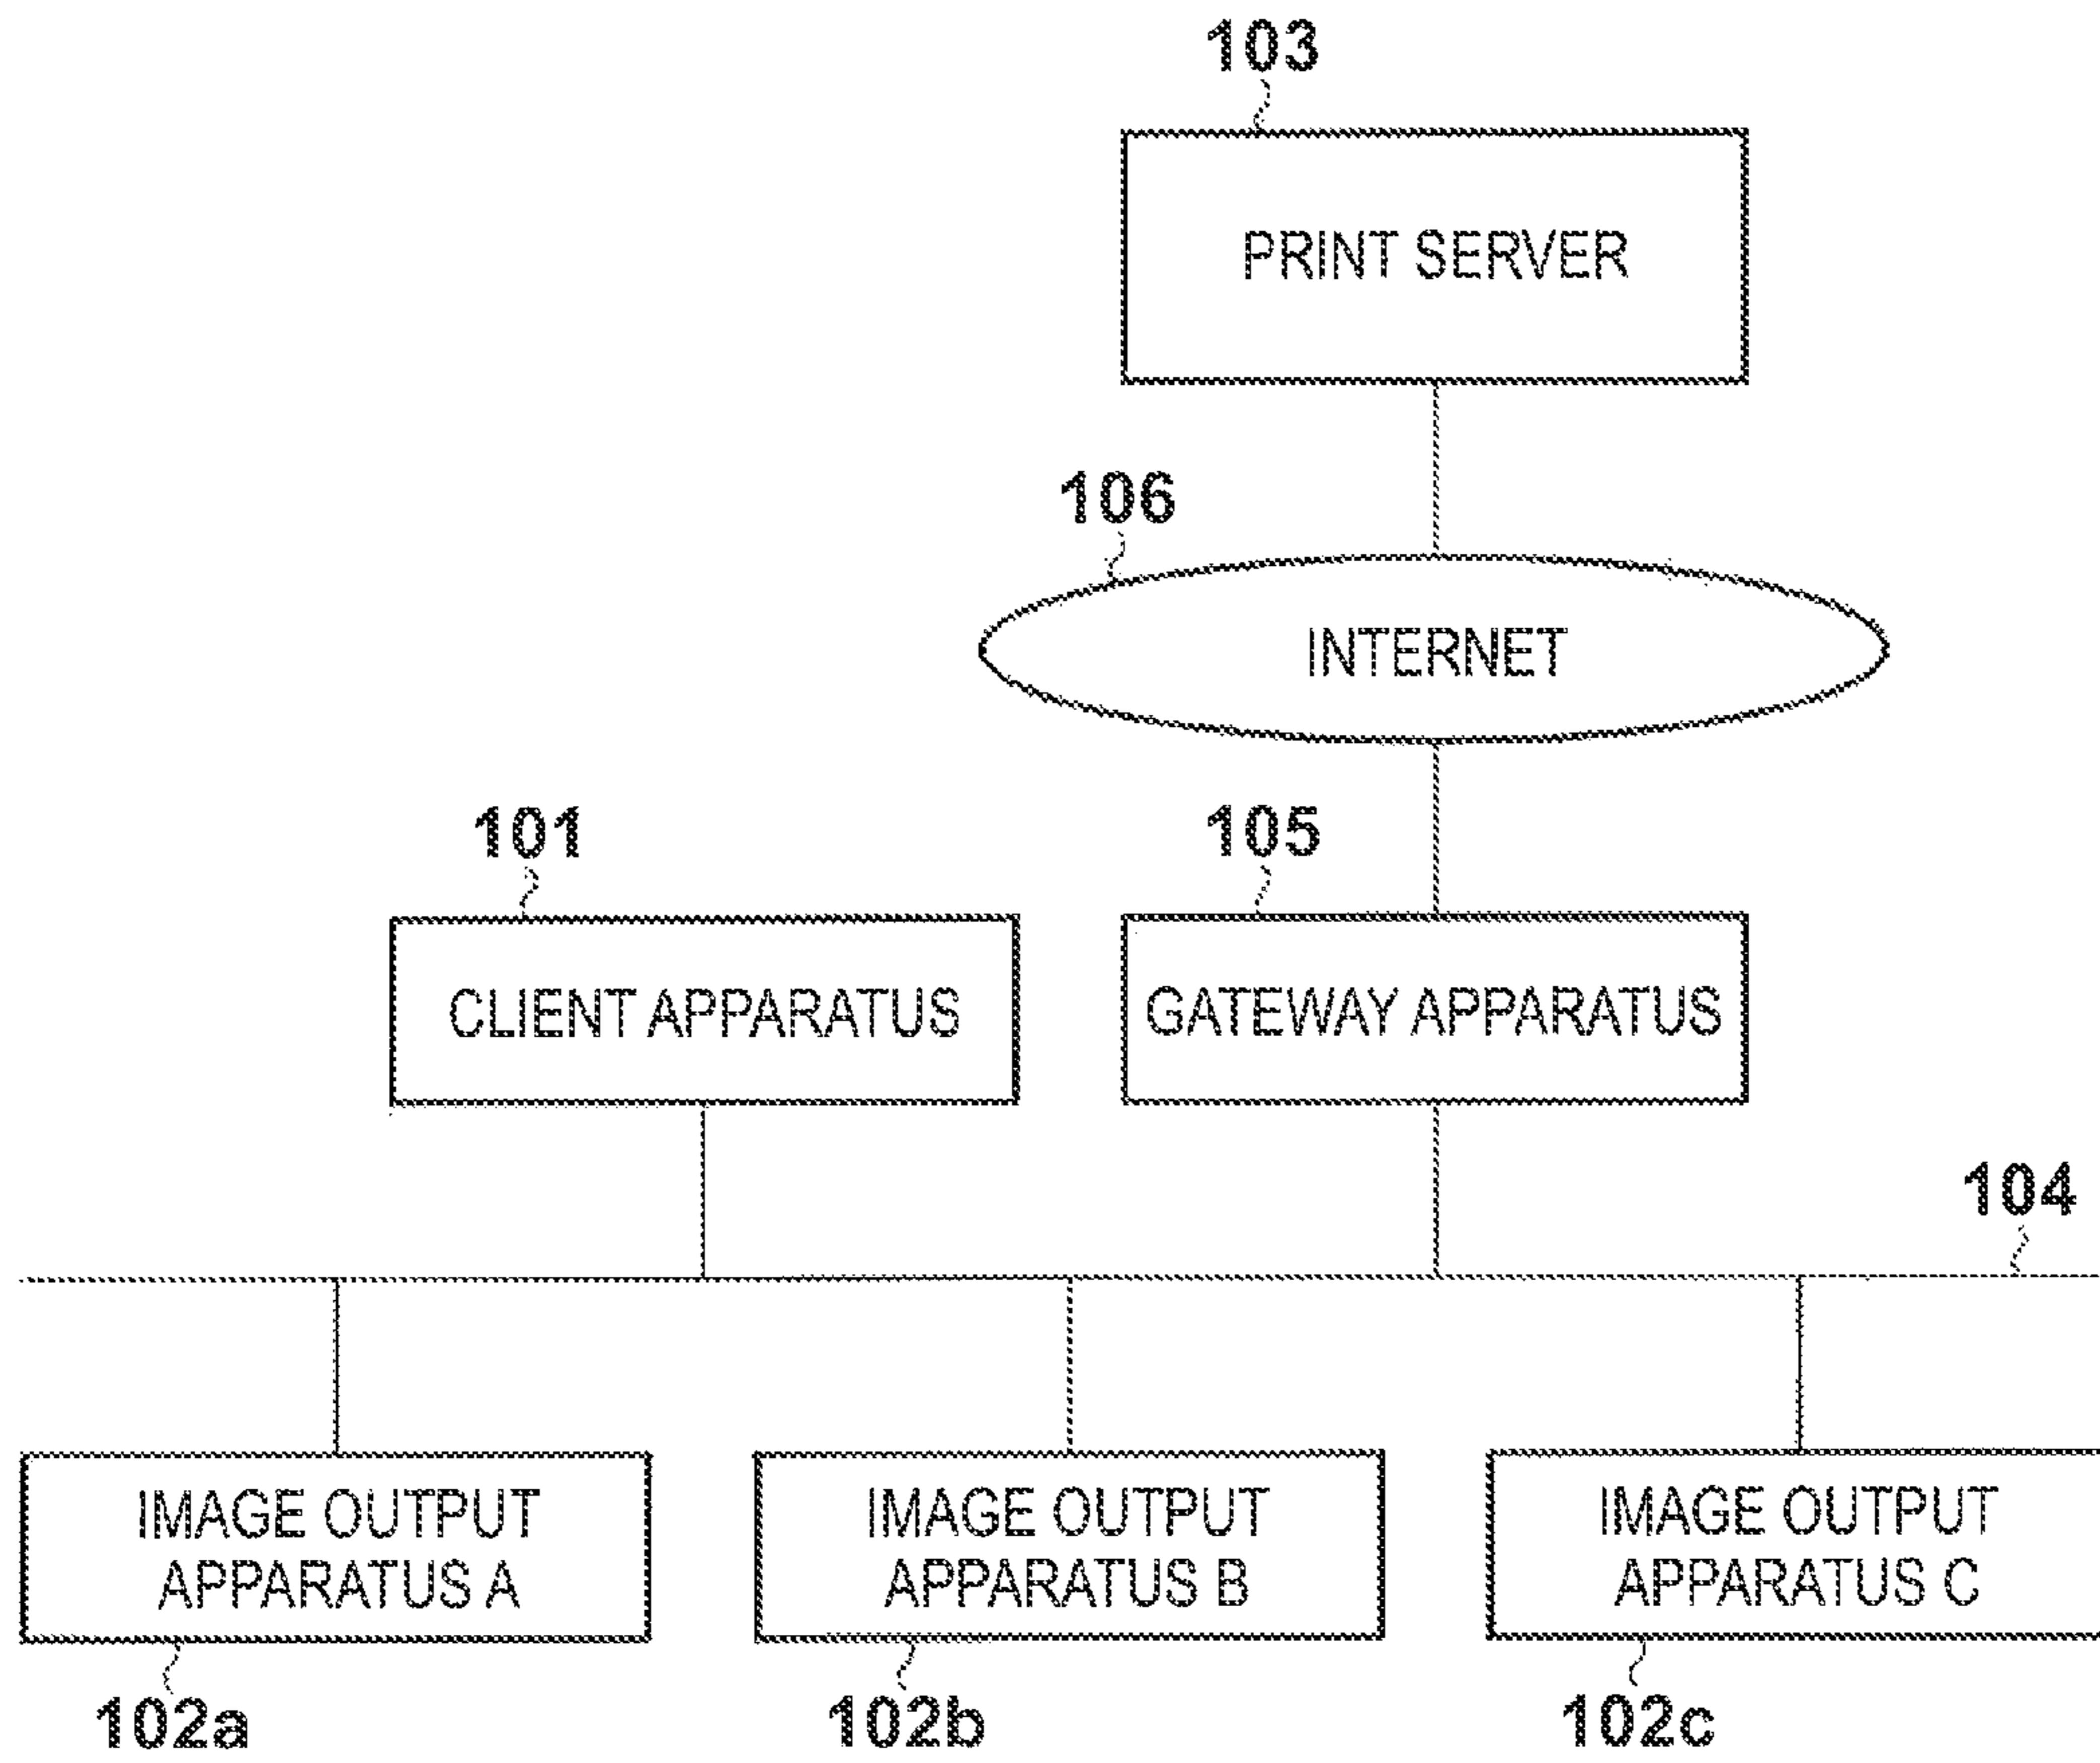 103
PRINT SERVER
106
INTERNET
101
105
CLIENT APPARATUS
GATEWAY APPARATUS
104
IMAGE OUTPUT
APPARATUS A
IMAGE OUTPUT
APPARATUS B
IMAGE OUTPUT
APPARATUS C
102a
102b
102c